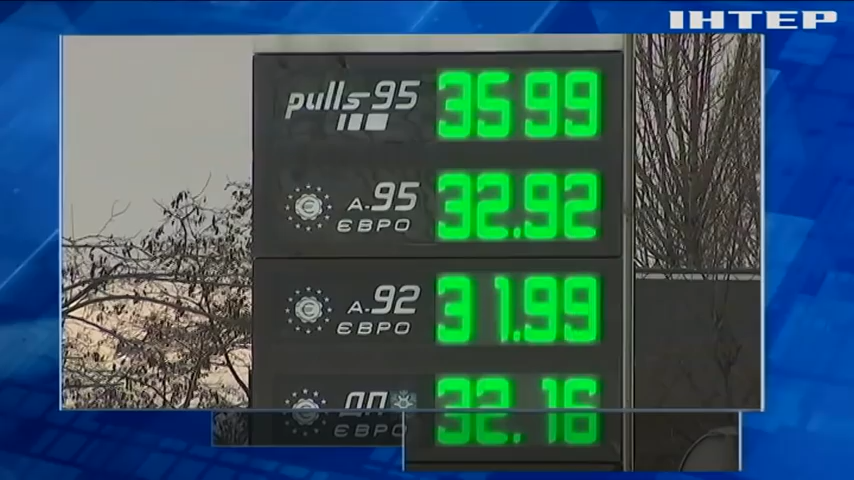 ІНТЕР
pulls 95 35 99
А-95 ЄВРО 32.92
А-92 ЄВРО 31.99
ДП ЄВРО 32.16